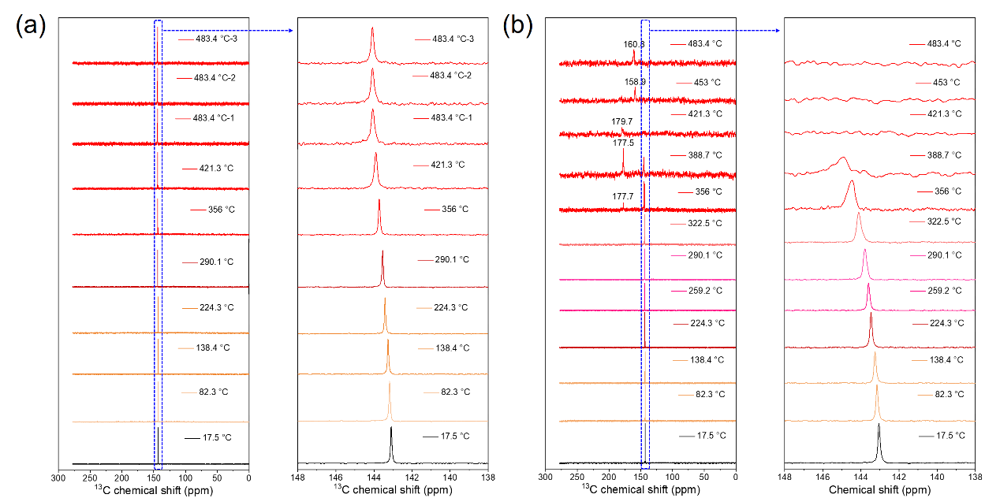 (a)
483.4 °C-3
483.4 °C-2
483.4 °C-1
421.3 °C
356 °C
290.1 °C
224.3 °C
138.4 °C
82.3 °C
17.5 °C
300 250 200 150 100 50 0
¹³C chemical shift (ppm)
483.4 °C-3
483.4 °C-2
483.4 °C-1
421.3 °C
356 °C
290.1 °C
224.3 °C
138.4 °C
82.3 °C
17.5 °C
148 146 144 142 140 138
¹³C chemical shift (ppm)
(b)
160.3 483.4 °C
158.9 453 °C
421.3 °C
179.7
177.5 388.7 °C
177.7 356 °C
322.5 °C
290.1 °C
259.2 °C
224.3 °C
138.4 °C
82.3 °C
17.5 °C
300 250 200 150 100 50 0
¹³C chemical shift (ppm)
483.4 °C
453 °C
421.3 °C
388.7 °C
356 °C
322.5 °C
290.1 °C
259.2 °C
224.3 °C
138.4 °C
82.3 °C
17.5 °C
148 146 144 142 140 138
Chemical shift (ppm)